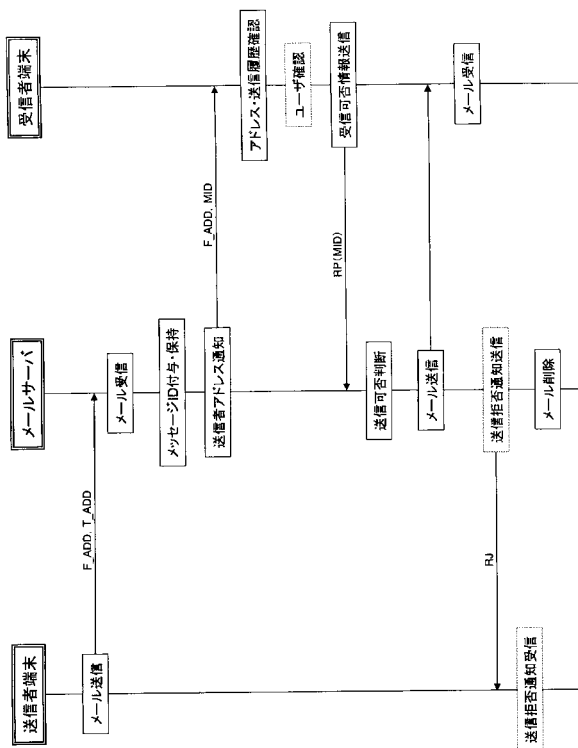 送信者端末
メールサーバ
受信者端末
メール送信
F_ADD, T_ADD
メール受信
メッセージID付与・保持
送信者アドレス通知
F_ADD, MID
アドレス・送信履歴確認
ユーザ確認
受信可否情報送信
RP(MID)
送信可否判断
メール送信
メール受信
送信拒否通知送信
RJ
送信拒否通知受信
メール削除